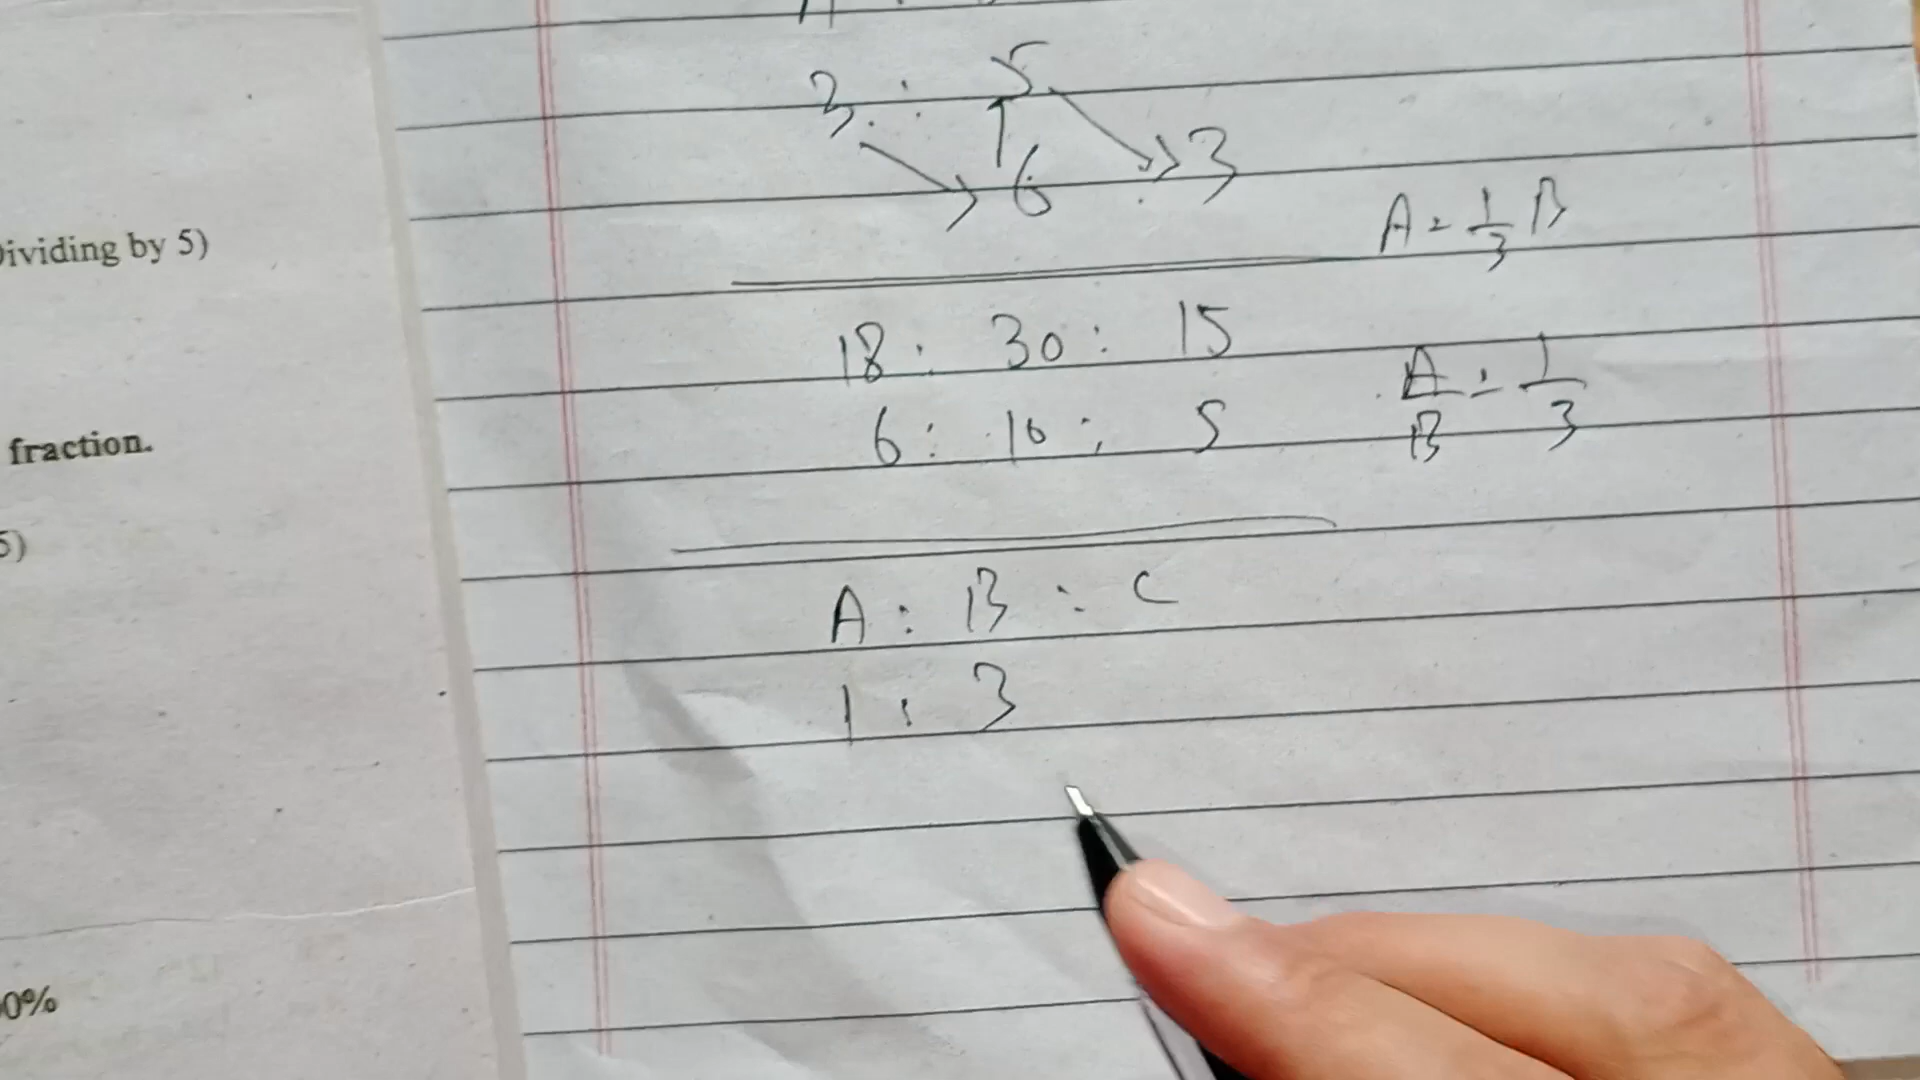 Dividing by 5)
fraction.
5)
00%
3 : 5
6 : 3
A = 1/3 B
18 : 30 : 15
A/B = 1/3
6 : 10 : 5
A : B : C
1 : 3